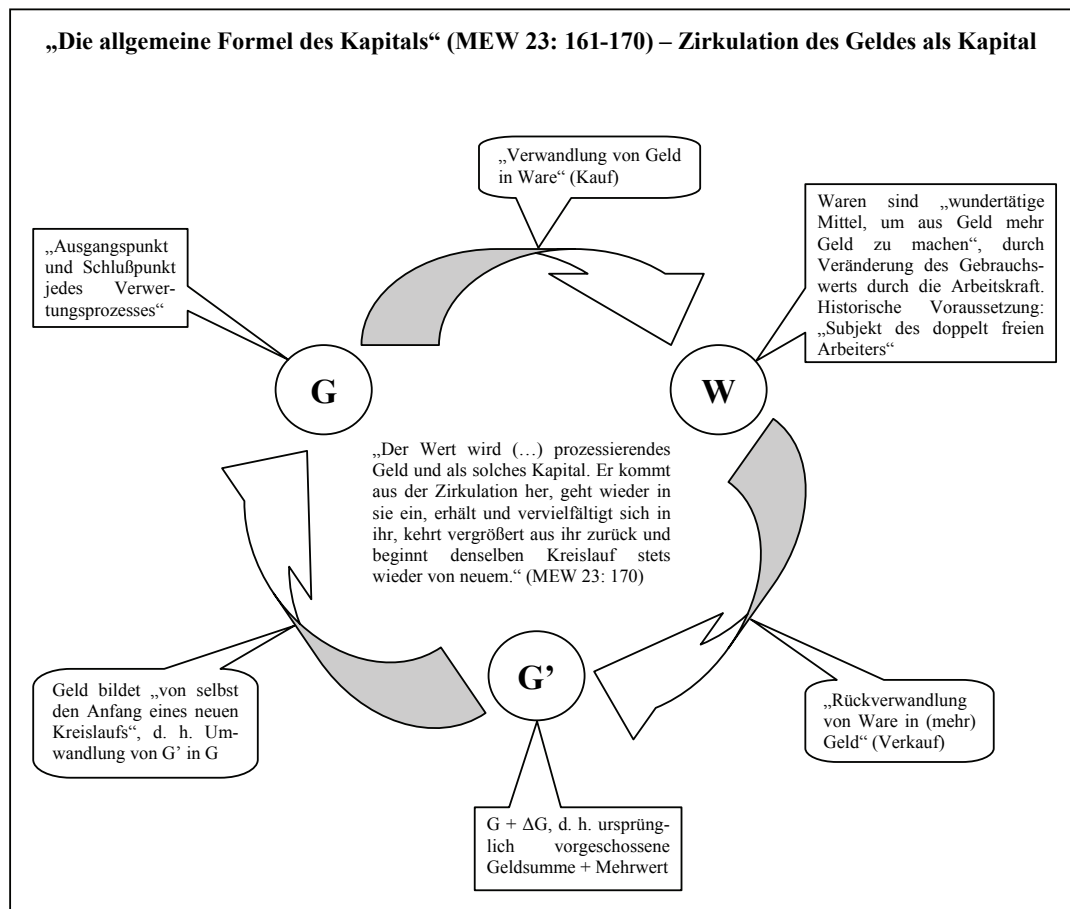 „Die allgemeine Formel des Kapitals“ (MEW 23: 161-170) – Zirkulation des Geldes als Kapital
„Verwandlung von Geld
in Ware“ (Kauf)
Waren sind „wundertätige
Mittel, um aus Geld mehr
Geld zu machen“, durch
Veränderung des Gebrauchs-
werts durch die Arbeitskraft.
Historische Voraussetzung:
„Subjekt des doppelt freien
Arbeiters“
„Ausgangspunkt
und Schlußpunkt
jedes Verwer-
tungsprozesses“
G
W
„Der Wert wird (…) prozessierendes
Geld und als solches Kapital. Er kommt
aus der Zirkulation her, geht wieder in
sie ein, erhält und vervielfältigt sich in
ihr, kehrt vergrößert aus ihr zurück und
beginnt denselben Kreislauf stets
wieder von neuem.“ (MEW 23: 170)
G’
Geld bildet „von selbst
den Anfang eines neuen
Kreislaufs“, d. h. Um-
wandlung von G’ in G
„Rückverwandlung
von Ware in (mehr)
Geld“ (Verkauf)
G + ΔG, d. h. ursprüng-
lich vorgeschossene
Geldsumme + Mehrwert